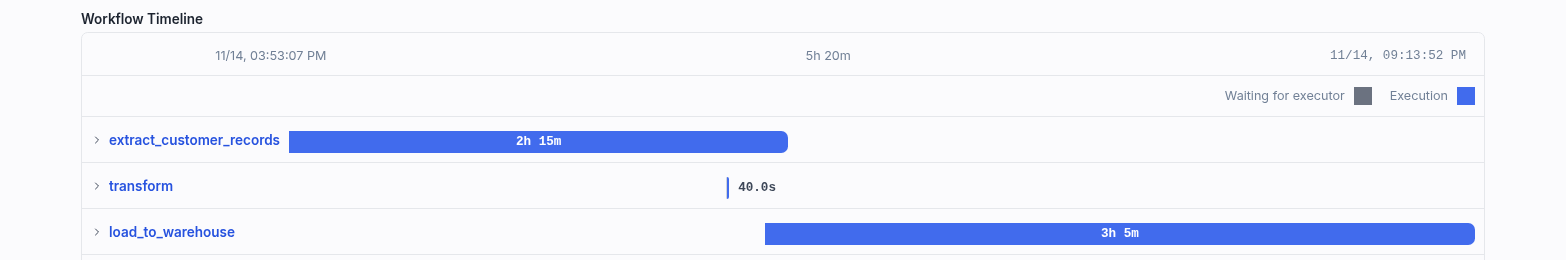 Workflow Timeline
11/14, 03:53:07 PM 5h 20m 11/14, 09:13:52 PM
Waiting for executor Execution
extract_customer_records 2h 15m
transform 40.0s
load_to_warehouse 3h 5m